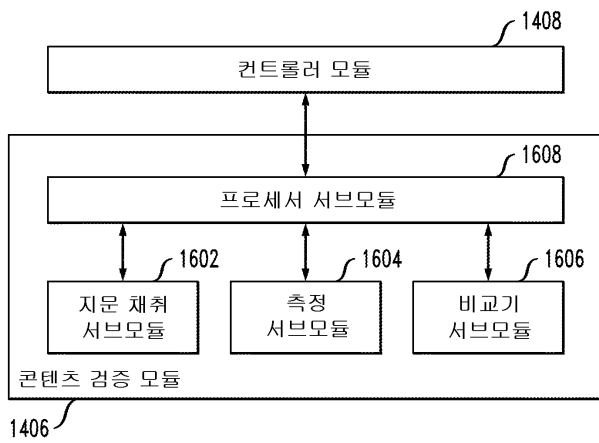 1408
컨트롤러 모듈
1608
프로세서 서브모듈
1602
1604
1606
지문 채취
서브모듈
측정
서브모듈
비교기
서브모듈
콘텐츠 검증 모듈
1406